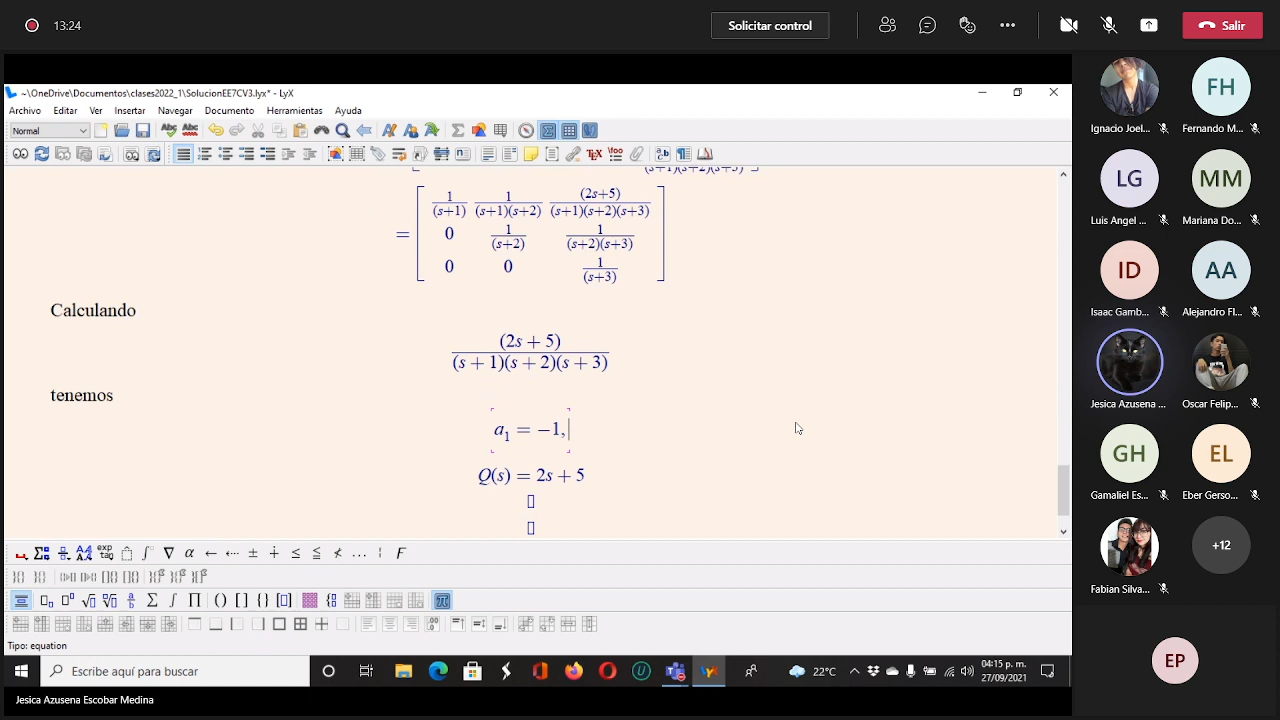 13:24
Solicitar control
Salir
~\OneDrive\Documentos\clases2022_1\SolucionEE7CV3.lyx* - LyX
Archivo Editar Ver Insertar Navegar Documento Herramientas Ayuda
Normal
(s+1)(s+2)(s+3)
= [ 1/(s+1) 1/(s+1)(s+2) (2s+5)/(s+1)(s+2)(s+3)
0 1/(s+2) 1/(s+2)(s+3)
0 0 1/(s+3) ]
Calculando
(2s + 5)
(s + 1)(s + 2)(s + 3)
tenemos
a₁ = −1,
Q(s) = 2s + 5
Tipo: equation
Escribe aquí para buscar
22°C
04:15 p. m.
27/09/2021
Jesica Azusena Escobar Medina
Ignacio Joel...
FH
Fernando M...
LG
Luis Angel ...
MM
Mariana Do...
ID
Isaac Gamb...
AA
Alejandro Fl...
Jesica Azusena ...
Oscar Felip...
GH
Gamaliel Es...
EL
Eber Gerso...
Fabian Silva...
+12
EP